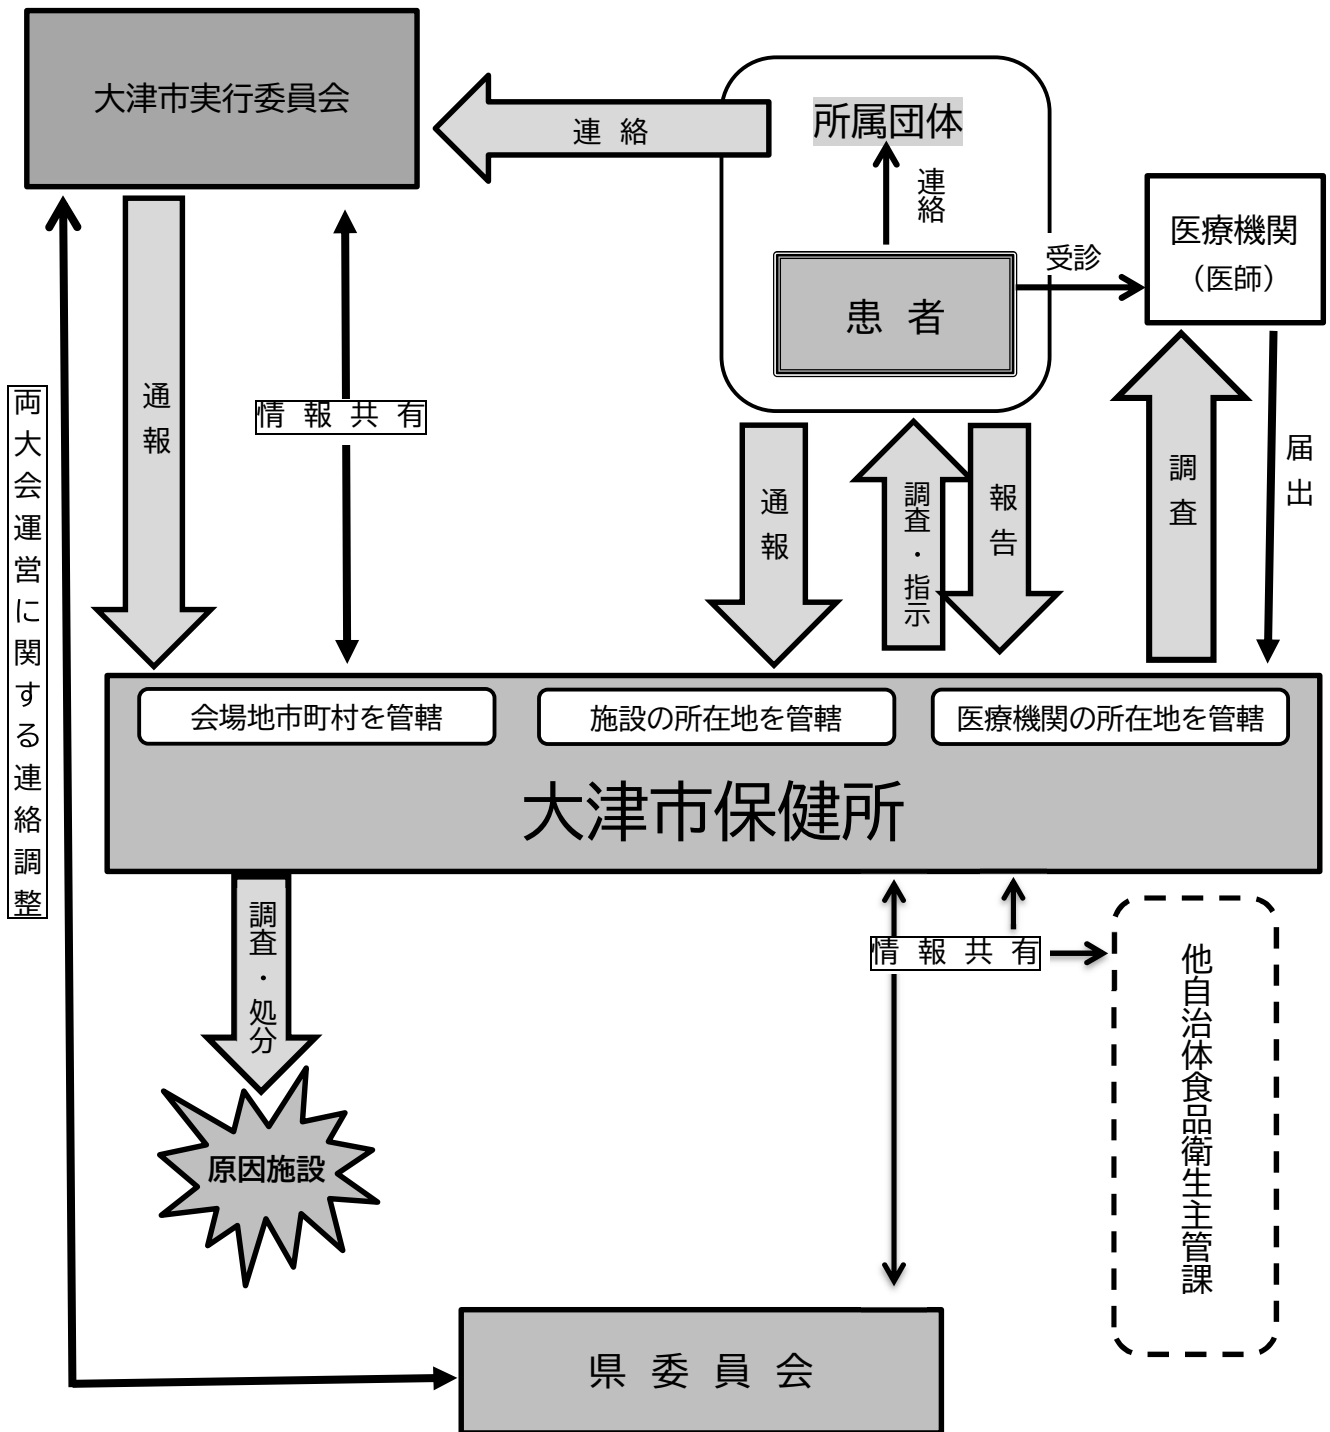 大津市実行委員会
連 絡
所属団体
連絡
患 者
受診
医療機関
（医師）
両大会運営に関する連絡調整
通報
情 報 共 有
通報
調査・指示
報告
調査
届出
会場地市町村を管轄
施設の所在地を管轄
医療機関の所在地を管轄
大津市保健所
調査・処分
原因施設
情 報 共 有
他自治体食品衛生主管課
県 委 員 会